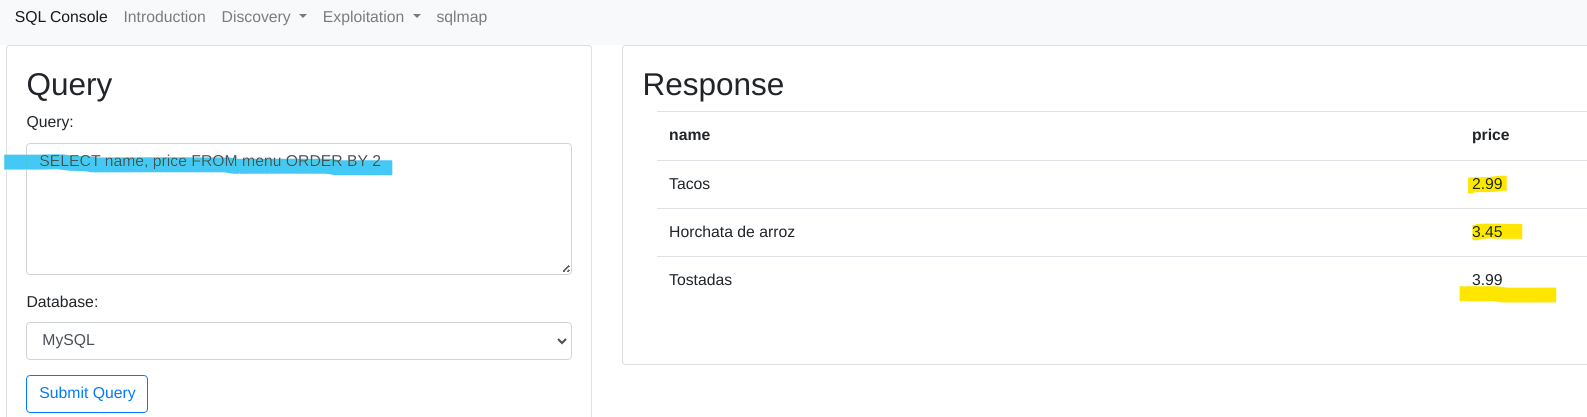 SQL Console Introduction Discovery Exploitation sqlmap
Query
Query:
SELECT name, price FROM menu ORDER BY 2
Database:
MySQL
Submit Query
Response
name price
Tacos 2.99
Horchata de arroz 3.45
Tostadas 3.99